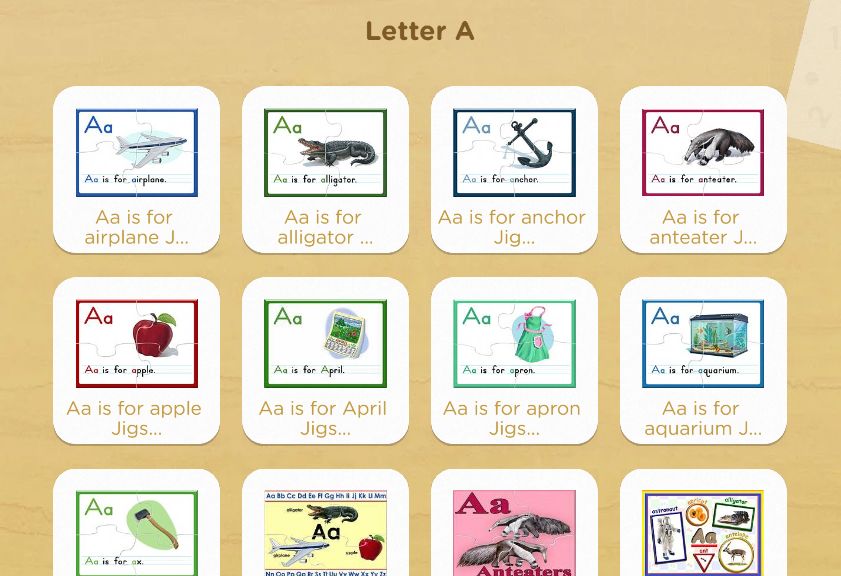 Letter A
Aa
Aa is for airplane.
Aa is for
airplane J...
Aa
Aa is for alligator.
Aa is for
alligator ...
Aa
Aa is for anchor.
Aa is for anchor
Jig...
Aa
Aa is for anteater.
Aa is for
anteater J...
Aa
Aa is for apple.
Aa is for apple
Jigs...
Aa
Aa is for April.
Aa is for April
Jigs...
Aa
Aa is for apron.
Aa is for apron
Jigs...
Aa
Aa is for aquarium.
Aa is for
aquarium J...
Aa
Aa is for ax.
Aa Bb Cc Dd Ee Ff Gg Hh Ii Jj Kk Ll Mm
alligator
Aa
airplane
apple
Nn Oo Pp Qq Rr Ss Tt Uu Vv Ww Xx Yy Zz
Aa
Anteaters
astronaut
apricot
alligator
Aa
ant
antelope
1
2